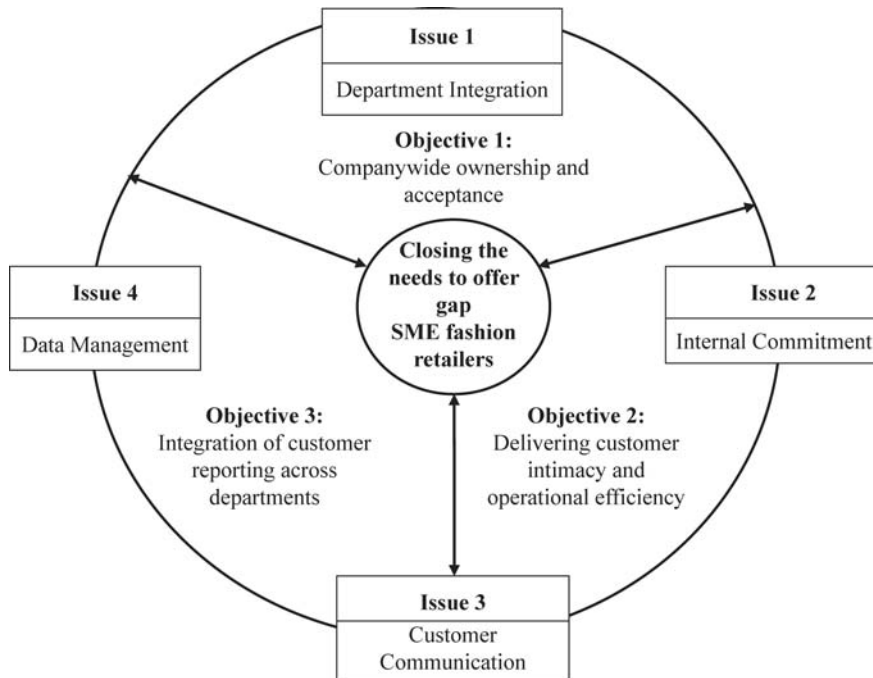 Issue 1
Department Integration
Objective 1:
Companywide ownership and
acceptance
Closing the
needs to offer
gap
SME fashion
retailers
Issue 4
Data Management
Issue 2
Internal Commitment
Objective 3:
Integration of customer
reporting across
departments
Objective 2:
Delivering customer
intimacy and
operational efficiency
Issue 3
Customer
Communication